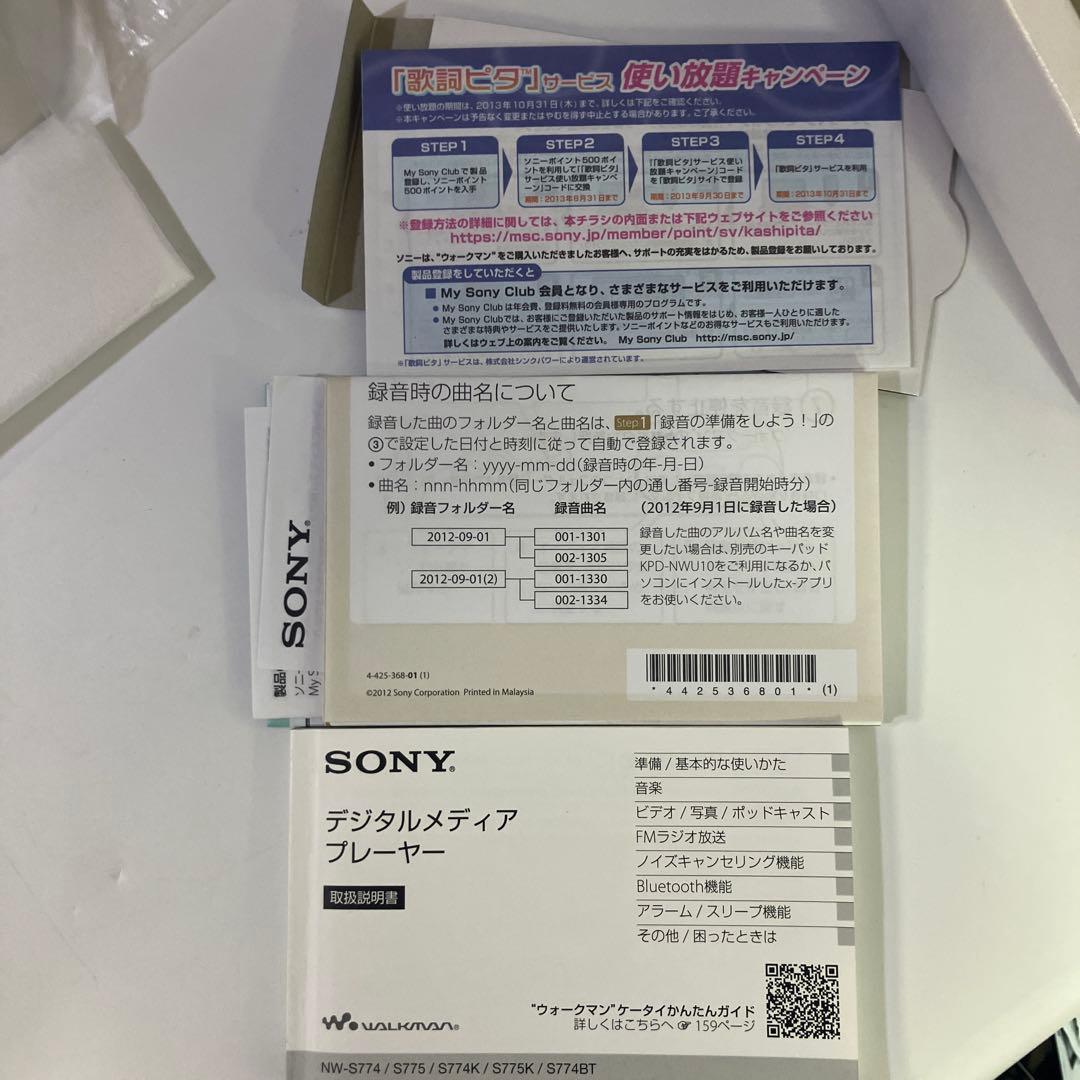 「歌詞ピタ™」サービス 使い放題キャンペーン
※使い放題の期間は、2013年10月31日(木)まで、詳しくは下記をご確認ください。
※本キャンペーンは予告なく変更またはやむを得ず中止とする場合があります。ご了承ください。
STEP1
My Sony Clubで製品
登録し、ソニーポイント
500ポイントを入手
STEP2
ソニーポイント500ポイ
ントを利用して「「歌詞ピタ」
サービス使い放題キャンペ
ーン」コードに交換
期間：2013年8月31日まで
STEP3
「「歌詞ピタ」サービス使い
放題キャンペーン」コード
を「歌詞ピタ」サイトで登録
期間：2013年9月30日まで
STEP4
「歌詞ピタ」サービスを利用
期間：2013年10月31日まで
※登録方法の詳細に関しては、本チラシの内面または下記ウェブサイトをご参照ください
https://msc.sony.jp/member/point/sv/kashipita/
ソニーは、“ウォークマン”をご購入いただきましたお客様へ、サポートの充実をはかるため、製品登録をお願いしております。
製品登録をしていただくと
■ My Sony Club 会員となり、さまざまなサービスをご利用いただけます。
● My Sony Clubは年会費、登録料無料の会員様専用のプログラムです。
● My Sony Clubでは、お客様にご登録いただいた製品のサポート情報をはじめ、お客様一人ひとりに適した
さまざまな特典やサービスをご提供いたします。ソニーポイントなどのお得なサービスもご利用いただけます。
詳しくはウェブ上の案内をご覧ください。 My Sony Club http://msc.sony.jp/
※「歌詞ピタ」サービスは、株式会社シンクパワーにより運営されています。
録音時の曲名について
録音した曲のフォルダー名と曲名は、Step1「録音の準備をしよう！」の
③で設定した日付と時刻に従って自動で登録されます。
•フォルダー名：yyyy-mm-dd(録音時の年-月-日)
•曲名：nnn-hhmm(同じフォルダー内の通し番号-録音開始時分)
例) 録音フォルダー名 録音曲名 (2012年9月1日に録音した場合)
2012-09-01
001-1301
002-1305
2012-09-01(2)
001-1330
002-1334
録音した曲のアルバム名や曲名を変
更したい場合は、別売のキーパッド
KPD-NWU10をご利用になるか、パ
ソコンにインストールしたx-アプリ
をお使いください。
4-425-368-01 (1)
©2012 Sony Corporation Printed in Malaysia
*442536801* (1)
SONY®
製品
ソニー
My S
SONY®
デジタルメディア
プレーヤー
取扱説明書
準備 / 基本的な使いかた
音楽
ビデオ / 写真 / ポッドキャスト
FMラジオ放送
ノイズキャンセリング機能
Bluetooth機能
アラーム / スリープ機能
その他 / 困ったときは
“ウォークマン”ケータイかんたんガイド
詳しくはこちらへ ☞ 159ページ
WALKMAN®
NW-S774 / S775 / S774K / S775K / S774BT